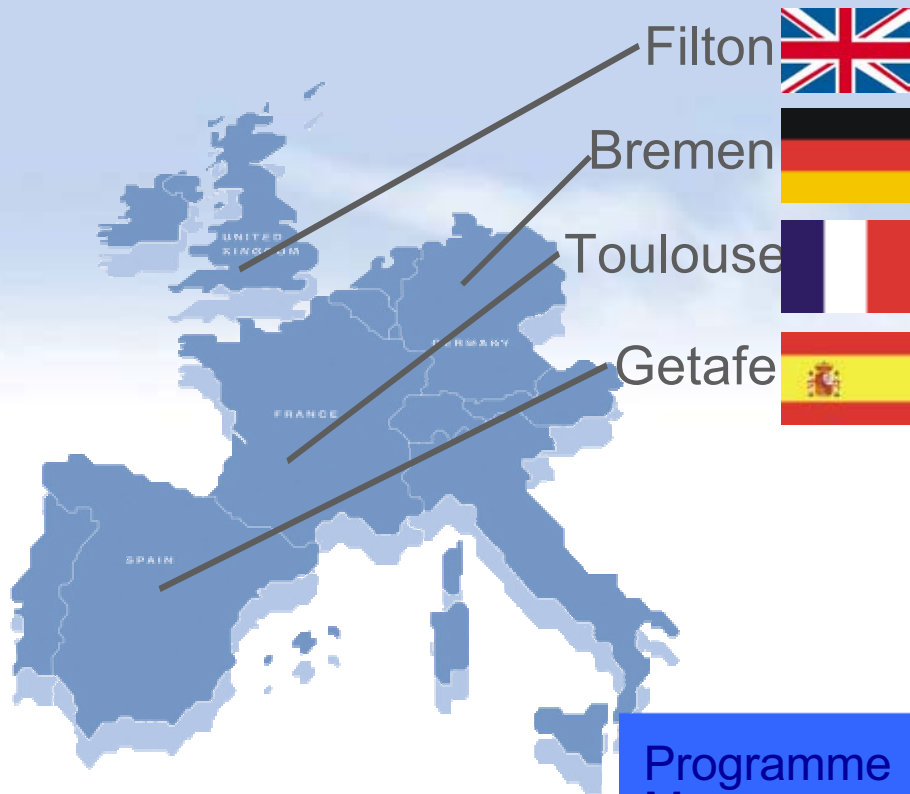 Filton
Bremen
Toulouse
Getafe
UNITED
KINGDOM
GERMANY
FRANCE
SPAIN
Programme